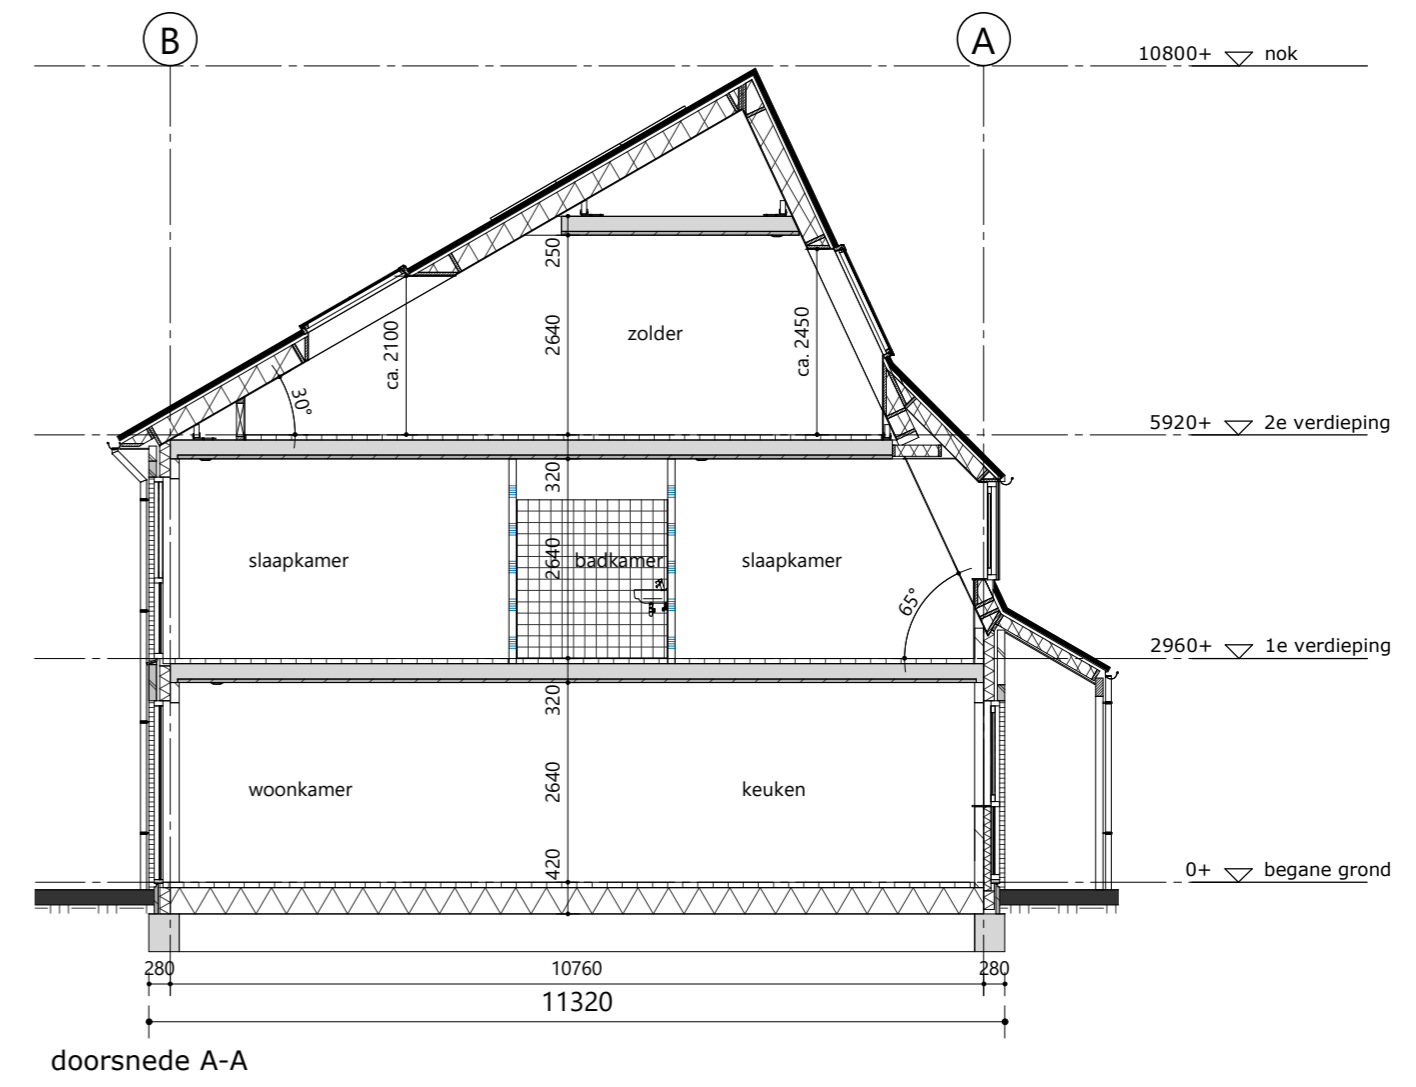 B
A
10800+ nok
250
2640
zolder
ca. 2100
ca. 2450
30°
5920+ 2e verdieping
320
slaapkamer
2640
badkamer
slaapkamer
65°
2960+ 1e verdieping
320
woonkamer
2640
keuken
420
0+ begane grond
280
10760
280
11320
doorsnede A-A